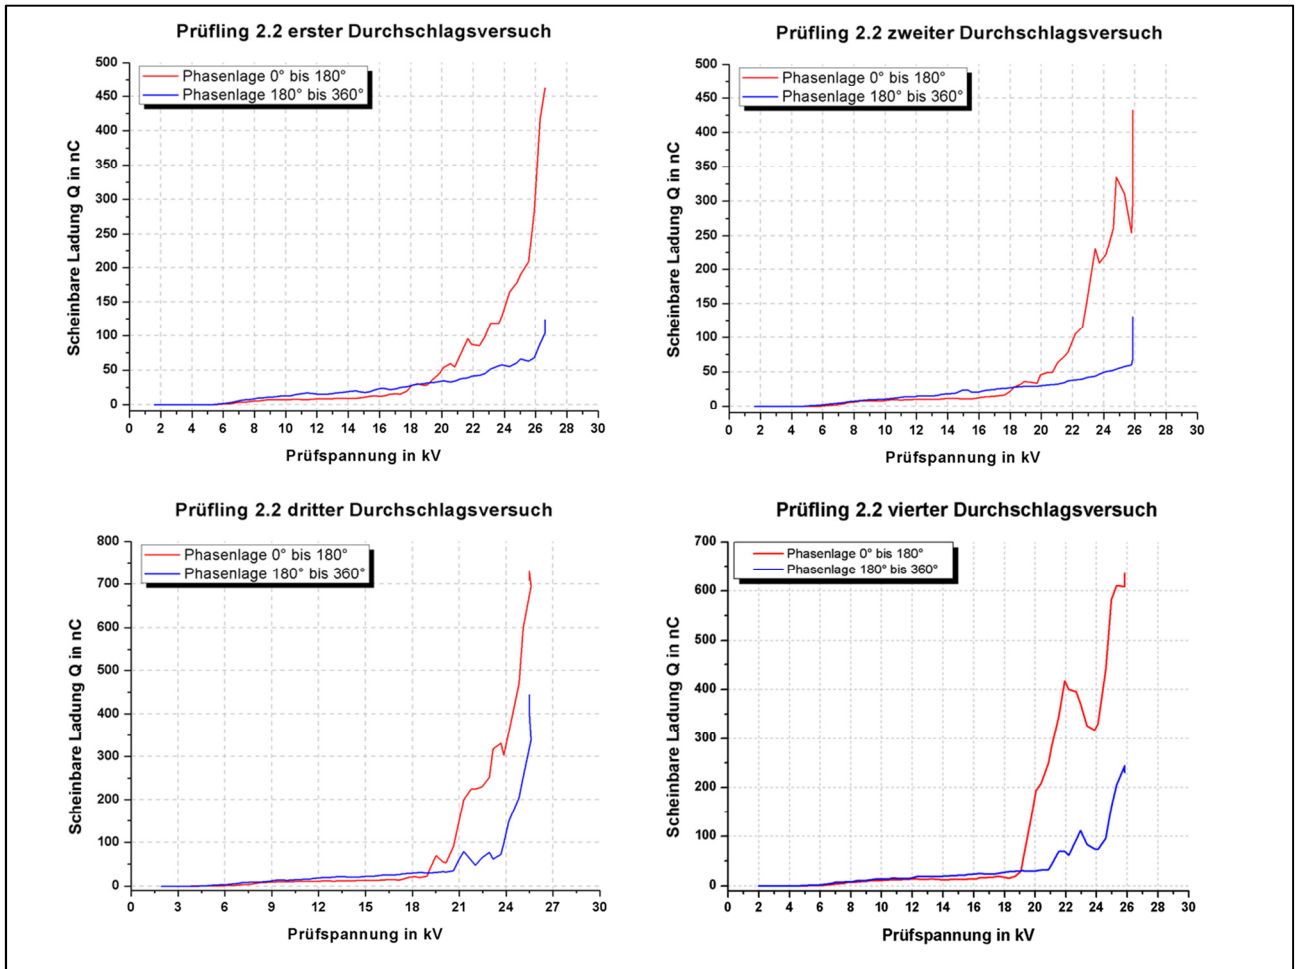 Prüfling 2.2 erster Durchschlagsversuch
Phasenlage 0° bis 180°
Phasenlage 180° bis 360°
Scheinbare Ladung Q in nC
500
450
400
350
300
250
200
150
100
50
0
0 2 4 6 8 10 12 14 16 18 20 22 24 26 28 30
Prüfspannung in kV
Prüfling 2.2 zweiter Durchschlagsversuch
Phasenlage 0° bis 180°
Phasenlage 180° bis 360°
Scheinbare Ladung Q in nC
500
450
400
350
300
250
200
150
100
50
0
0 2 4 6 8 10 12 14 16 18 20 22 24 26 28 30
Prüfspannung in kV
Prüfling 2.2 dritter Durchschlagsversuch
Phasenlage 0° bis 180°
Phasenlage 180° bis 360°
Scheinbare Ladung Q in nC
800
700
600
500
400
300
200
100
0
0 3 6 9 12 15 18 21 24 27 30
Prüfspannung in kV
Prüfling 2.2 vierter Durchschlagsversuch
Phasenlage 0° bis 180°
Phasenlage 180° bis 360°
Scheinbare Ladung Q in nC
700
600
500
400
300
200
100
0
0 2 4 6 8 10 12 14 16 18 20 22 24 26 28 30
Prüfspannung in kV